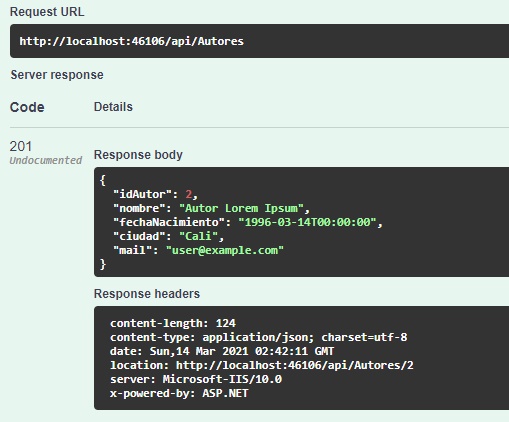 Request URL
http://localhost:46106/api/Autores
Server response
Code Details
201
Undocumented
Response body
{
  "idAutor": 2,
  "nombre": "Autor Lorem Ipsum",
  "fechaNacimiento": "1996-03-14T00:00:00",
  "ciudad": "Cali",
  "mail": "user@example.com"
}
Response headers
content-length: 124
content-type: application/json; charset=utf-8
date: Sun,14 Mar 2021 02:42:11 GMT
location: http://localhost:46106/api/Autores/2
server: Microsoft-IIS/10.0
x-powered-by: ASP.NET